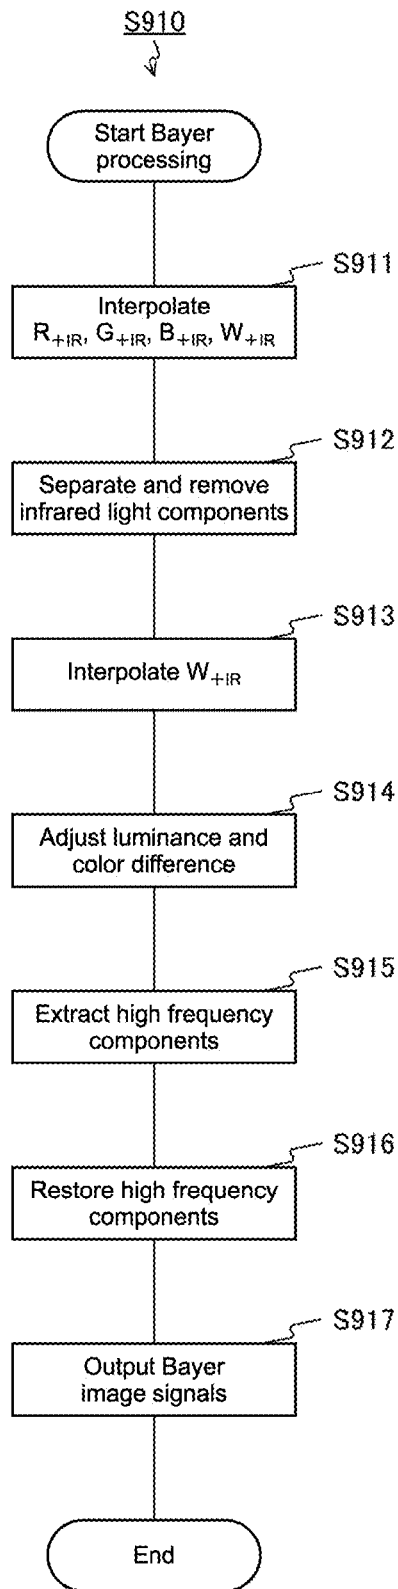 S910
Start Bayer
processing
S911
Interpolate
R+IR, G+IR, B+IR, W+IR
S912
Separate and remove
infrared light components
S913
Interpolate W+IR
S914
Adjust luminance and
color difference
S915
Extract high frequency
components
S916
Restore high frequency
components
S917
Output Bayer
image signals
End